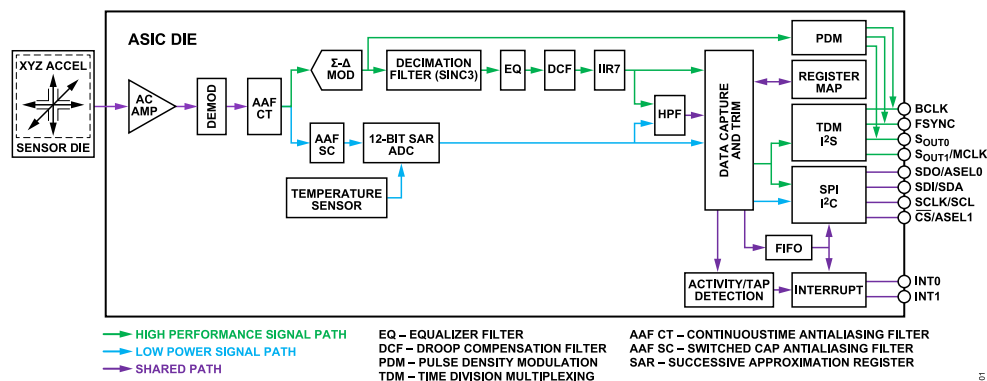 ASIC DIE
XYZ ACCEL
SENSOR DIE
AC
AMP
DEMOD
AAF
CT
Σ-Δ
MOD
DECIMATION
FILTER (SINC3)
EQ
DCF
IIR7
HPF
AAF
SC
12-BIT SAR
ADC
TEMPERATURE
SENSOR
DATA CAPTURE
AND TRIM
PDM
REGISTER
MAP
TDM
I²S
SPI
I²C
FIFO
ACTIVITY/TAP
DETECTION
INTERRUPT
BCLK
FSYNC
SOUT0
SOUT1/MCLK
SDO/ASEL0
SDI/SDA
SCLK/SCL
C̅S̅/ASEL1
INT0
INT1
HIGH PERFORMANCE SIGNAL PATH
LOW POWER SIGNAL PATH
SHARED PATH
EQ – EQUALIZER FILTER
DCF – DROOP COMPENSATION FILTER
PDM – PULSE DENSITY MODULATION
TDM – TIME DIVISION MULTIPLEXING
AAF CT – CONTINUOUSTIME ANTIALIASING FILTER
AAF SC – SWITCHED CAP ANTIALIASING FILTER
SAR – SUCCESSIVE APPROXIMATION REGISTER
01